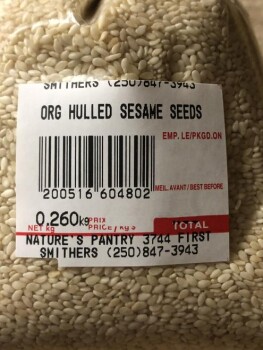 SMITHERS (250)847-3943
ORG HULLED SESAME SEEDS
EMP. LE/PKGD.ON
200516 604802
MEIL. AVANT/BEST BEFORE
0.260kg PRIX
NET kg PRICE/kg
TOTAL
NATURE'S PANTRY 3744 FIRST
SMITHERS (250)847-3943